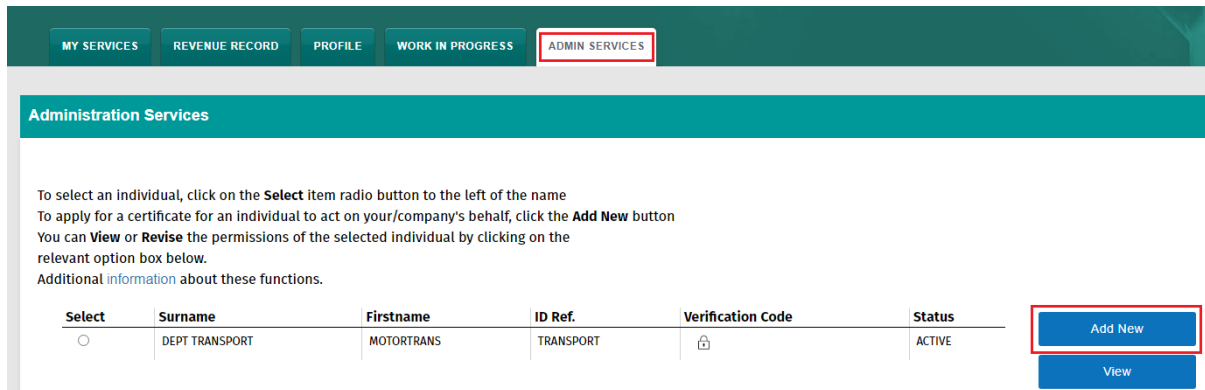 MY SERVICES REVENUE RECORD PROFILE WORK IN PROGRESS ADMIN SERVICES
Administration Services
To select an individual, click on the Select item radio button to the left of the name
To apply for a certificate for an individual to act on your/company's behalf, click the Add New button
You can View or Revise the permissions of the selected individual by clicking on the
relevant option box below.
Additional information about these functions.
Select Surname Firstname ID Ref. Verification Code Status
DEPT TRANSPORT MOTORTRANS TRANSPORT ACTIVE
Add New
View